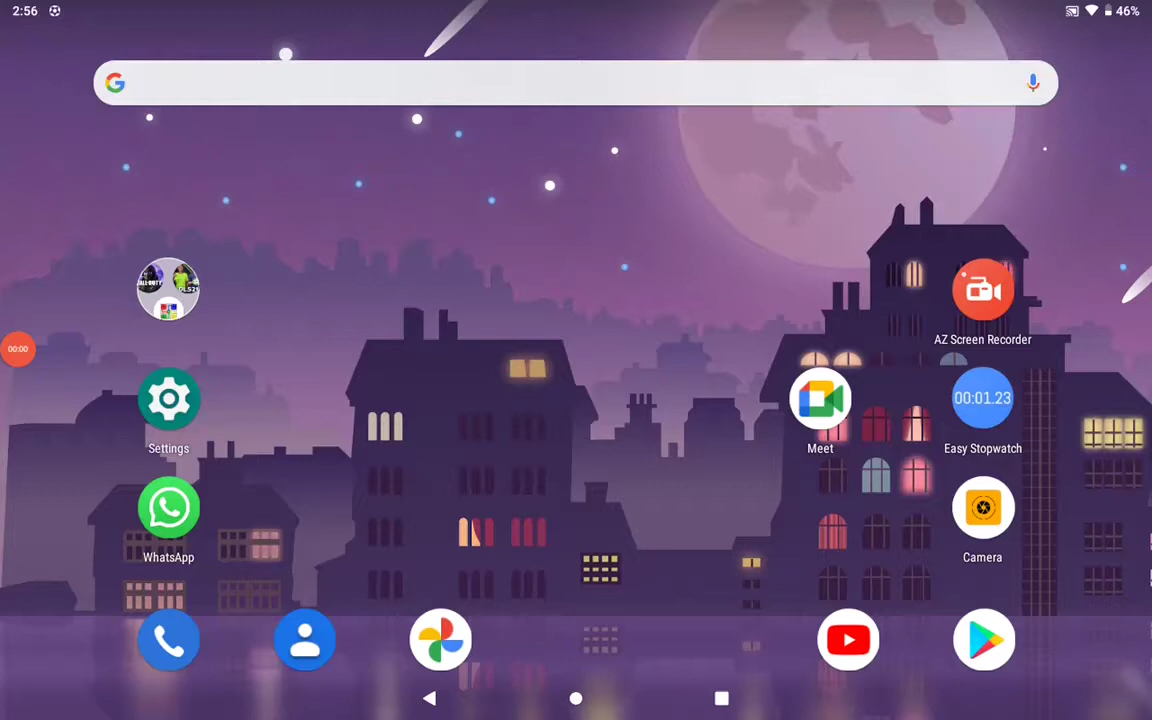 2:56
46%
AZ Screen Recorder
00:00
00:01.23
Settings
Meet
Easy Stopwatch
WhatsApp
Camera